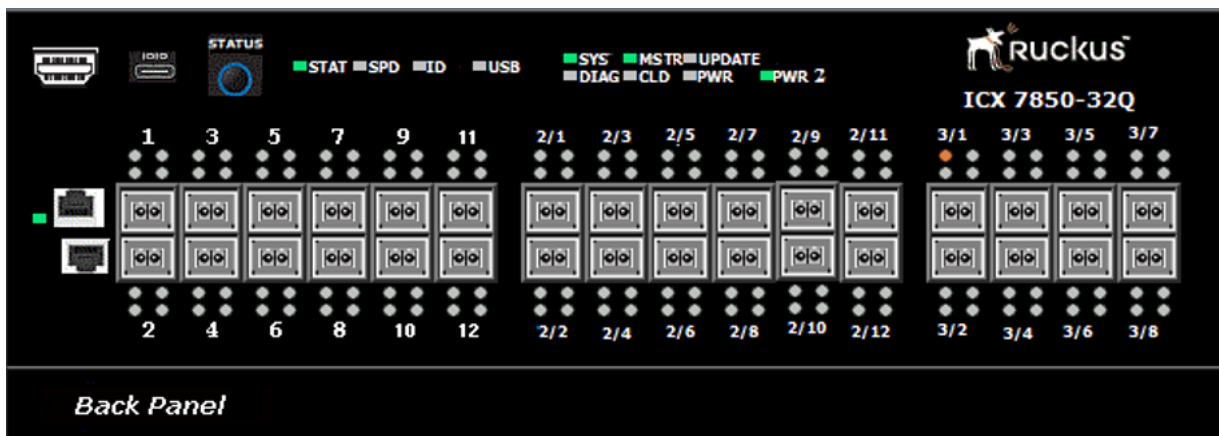 STATUS
IOIO
STAT SPD ID USB
SYS MSTR UPDATE
DIAG CLD PWR PWR 2
Ruckus
ICX 7850-32Q
1 3 5 7 9 11 2/1 2/3 2/5 2/7 2/9 2/11 3/1 3/3 3/5 3/7
2 4 6 8 10 12 2/2 2/4 2/6 2/8 2/10 2/12 3/2 3/4 3/6 3/8
Back Panel